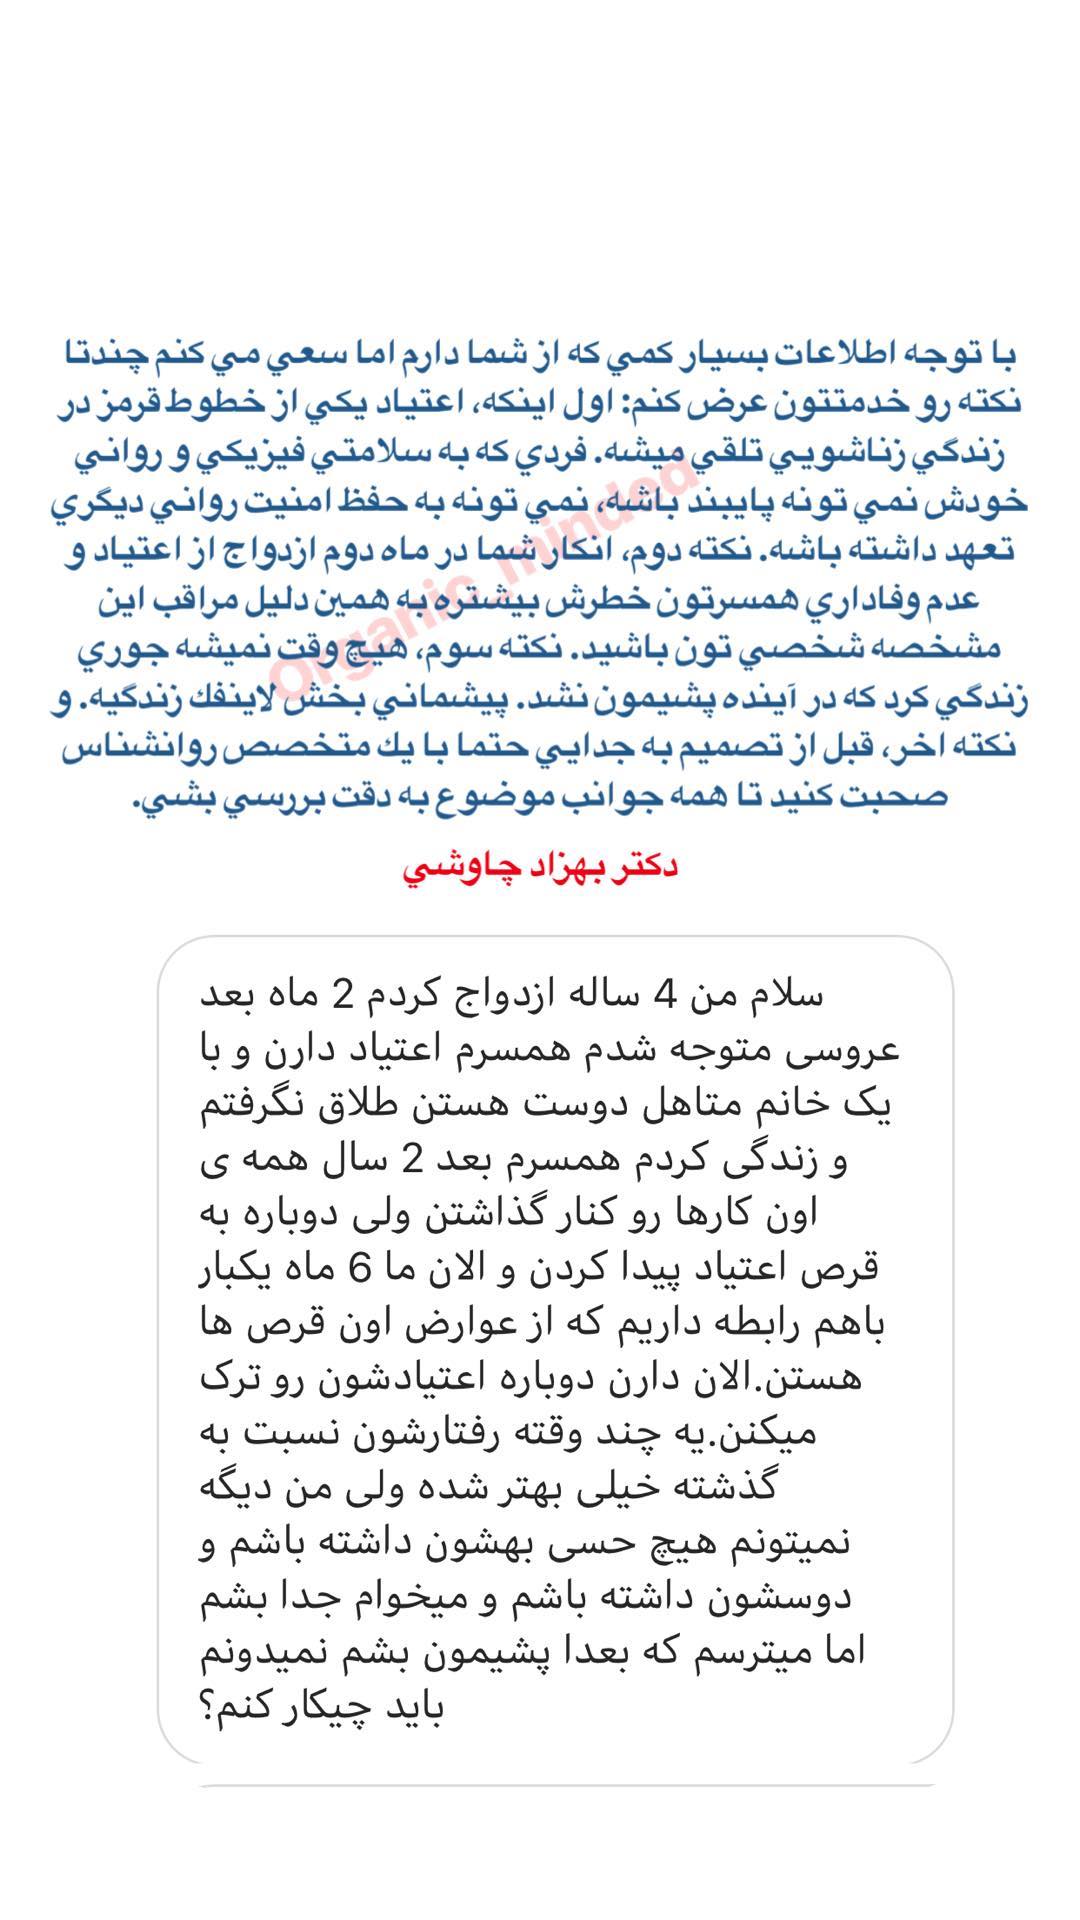 با توجه اطلاعات بسيار كمي كه از شما دارم اما سعي مي كنم چندتا
نكته رو خدمتتون عرض كنم: اول اينكه، اعتياد يكي از خطوط قرمز در
زندگي زناشويي تلقي ميشه. فردي كه به سلامتي فيزيكي و رواني
خودش نمي تونه پايبند باشه، نمي تونه به حفظ امنيت رواني ديگري
تعهد داشته باشه. نكته دوم، انكار شما در ماه دوم ازدواج از اعتياد و
عدم وفاداري همسرتون خطرش بيشتره به همين دليل مراقب اين
مشخصه شخصي تون باشيد. نكته سوم، هيچ وقت نميشه جوري
زندگي كرد كه در آينده پشيمون نشد. پيشماني بخش لاينفك زندگيه. و
نكته اخر، قبل از تصميم به جدايي حتما با يك متخصص روانشناس
صحبت كنيد تا همه جوانب موضوع به دقت بررسي بشي.
Organic_minded
دكتر بهزاد چاوشي
سلام من 4 ساله ازدواج کردم 2 ماه بعد
عروسی متوجه شدم همسرم اعتیاد دارن و با
یک خانم متاهل دوست هستن طلاق نگرفتم
و زندگی کردم همسرم بعد 2 سال همه ی
اون کارها رو کنار گذاشتن ولی دوباره به
قرص اعتیاد پیدا کردن و الان ما 6 ماه یکبار
باهم رابطه داریم که از عوارض اون قرص ها
هستن.الان دارن دوباره اعتیادشون رو ترک
میکنن.یه چند وقته رفتارشون نسبت به
گذشته خیلی بهتر شده ولی من دیگه
نمیتونم هیچ حسی بهشون داشته باشم و
دوسشون داشته باشم و میخوام جدا بشم
اما میترسم که بعدا پشیمون بشم نمیدونم
باید چیکار کنم؟